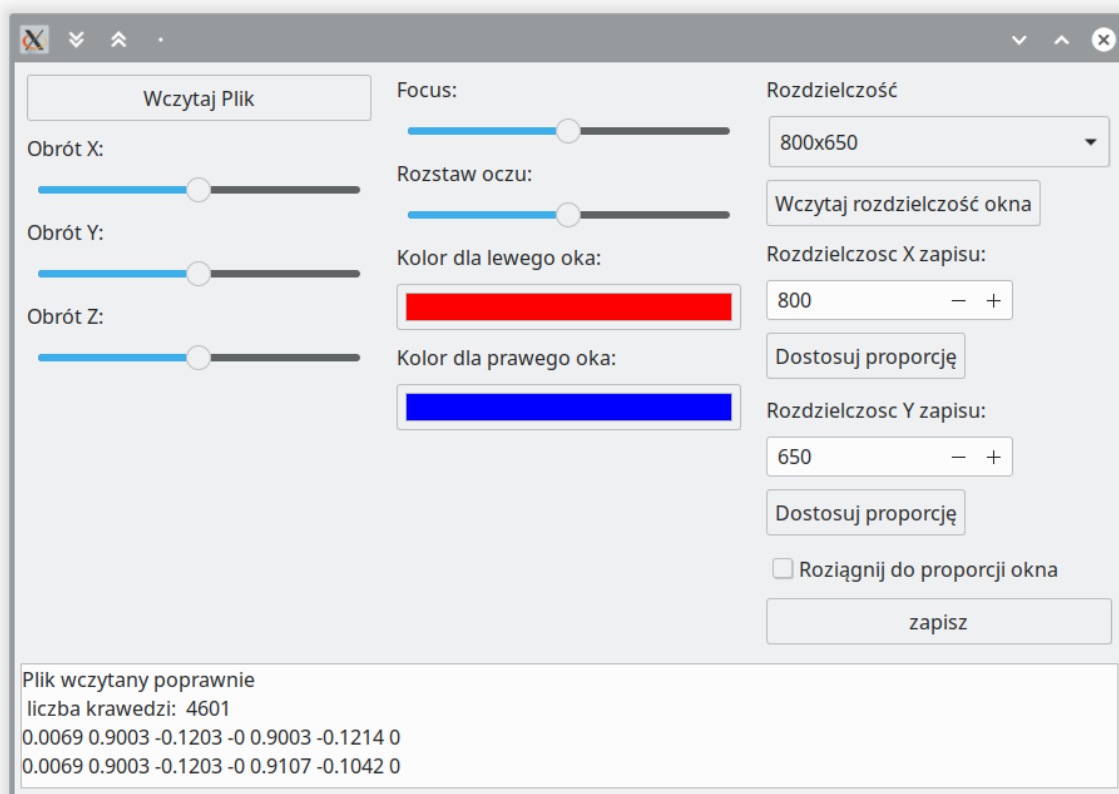 Wczytaj Plik
Obrót X:
Obrót Y:
Obrót Z:
Focus:
Rozstaw oczu:
Kolor dla lewego oka:
Kolor dla prawego oka:
Rozdzielczość
800x650
Wczytaj rozdzielczość okna
Rozdzielczosc X zapisu:
800
Dostosuj proporcję
Rozdzielczosc Y zapisu:
650
Dostosuj proporcję
Roziągnij do proporcji okna
zapisz
Plik wczytany poprawnie
liczba krawedzi: 4601
0.0069 0.9003 -0.1203 -0 0.9003 -0.1214 0
0.0069 0.9003 -0.1203 -0 0.9107 -0.1042 0